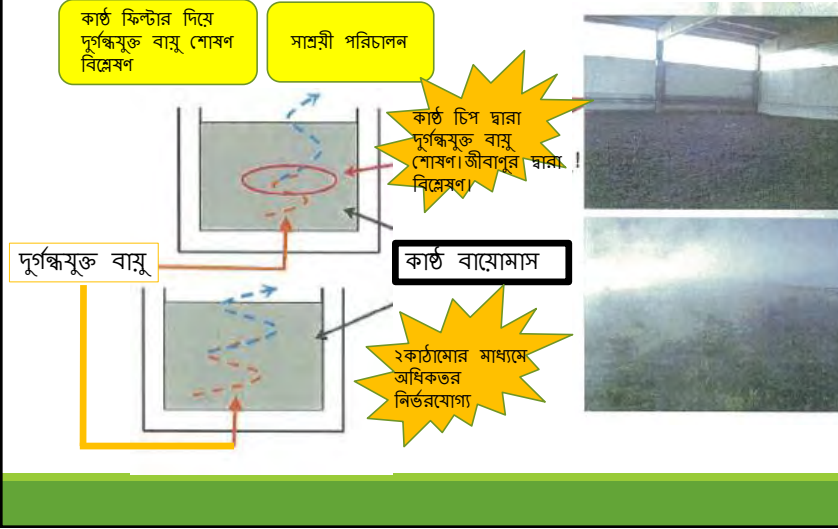 কাষ্ঠ ফিল্টার দিয়ে
দুর্গন্ধযুক্ত বায়ু শোষণ
বিশ্লেষণ
সাশ্রয়ী পরিচালন
কাষ্ঠ চিপ দ্বারা
দুর্গন্ধযুক্ত বায়ু
শোষণ।জীবাণুর দ্বারা !
বিশ্লেষণ।
দুর্গন্ধযুক্ত বায়ু
কাষ্ঠ বায়োমাস
২কাঠামোর মাধ্যমে
অধিকতর
নির্ভরযোগ্য